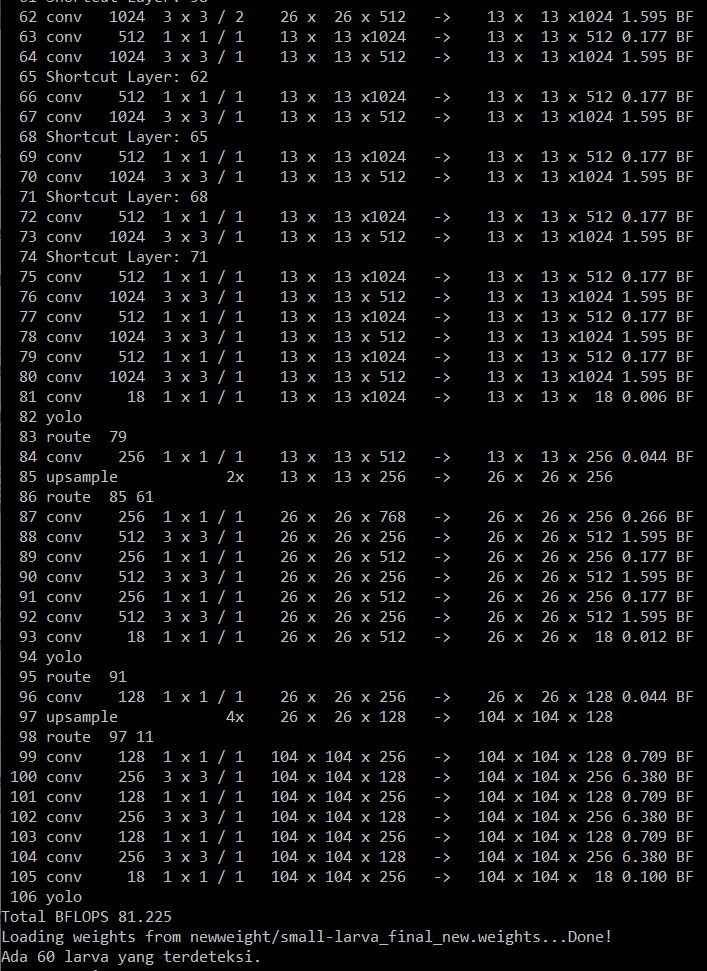 61 Shortcut Layer: 58
62 conv 1024 3 x 3 / 2 26 x 26 x 512 -> 13 x 13 x1024 1.595 BF
63 conv 512 1 x 1 / 1 13 x 13 x1024 -> 13 x 13 x 512 0.177 BF
64 conv 1024 3 x 3 / 1 13 x 13 x 512 -> 13 x 13 x1024 1.595 BF
65 Shortcut Layer: 62
66 conv 512 1 x 1 / 1 13 x 13 x1024 -> 13 x 13 x 512 0.177 BF
67 conv 1024 3 x 3 / 1 13 x 13 x 512 -> 13 x 13 x1024 1.595 BF
68 Shortcut Layer: 65
69 conv 512 1 x 1 / 1 13 x 13 x1024 -> 13 x 13 x 512 0.177 BF
70 conv 1024 3 x 3 / 1 13 x 13 x 512 -> 13 x 13 x1024 1.595 BF
71 Shortcut Layer: 68
72 conv 512 1 x 1 / 1 13 x 13 x1024 -> 13 x 13 x 512 0.177 BF
73 conv 1024 3 x 3 / 1 13 x 13 x 512 -> 13 x 13 x1024 1.595 BF
74 Shortcut Layer: 71
75 conv 512 1 x 1 / 1 13 x 13 x1024 -> 13 x 13 x 512 0.177 BF
76 conv 1024 3 x 3 / 1 13 x 13 x 512 -> 13 x 13 x1024 1.595 BF
77 conv 512 1 x 1 / 1 13 x 13 x1024 -> 13 x 13 x 512 0.177 BF
78 conv 1024 3 x 3 / 1 13 x 13 x 512 -> 13 x 13 x1024 1.595 BF
79 conv 512 1 x 1 / 1 13 x 13 x1024 -> 13 x 13 x 512 0.177 BF
80 conv 1024 3 x 3 / 1 13 x 13 x 512 -> 13 x 13 x1024 1.595 BF
81 conv 18 1 x 1 / 1 13 x 13 x1024 -> 13 x 13 x 18 0.006 BF
82 yolo
83 route 79
84 conv 256 1 x 1 / 1 13 x 13 x 512 -> 13 x 13 x 256 0.044 BF
85 upsample 2x 13 x 13 x 256 -> 26 x 26 x 256
86 route 85 61
87 conv 256 1 x 1 / 1 26 x 26 x 768 -> 26 x 26 x 256 0.266 BF
88 conv 512 3 x 3 / 1 26 x 26 x 256 -> 26 x 26 x 512 1.595 BF
89 conv 256 1 x 1 / 1 26 x 26 x 512 -> 26 x 26 x 256 0.177 BF
90 conv 512 3 x 3 / 1 26 x 26 x 256 -> 26 x 26 x 512 1.595 BF
91 conv 256 1 x 1 / 1 26 x 26 x 512 -> 26 x 26 x 256 0.177 BF
92 conv 512 3 x 3 / 1 26 x 26 x 256 -> 26 x 26 x 512 1.595 BF
93 conv 18 1 x 1 / 1 26 x 26 x 512 -> 26 x 26 x 18 0.012 BF
94 yolo
95 route 91
96 conv 128 1 x 1 / 1 26 x 26 x 256 -> 26 x 26 x 128 0.044 BF
97 upsample 4x 26 x 26 x 128 -> 104 x 104 x 128
98 route 97 11
99 conv 128 1 x 1 / 1 104 x 104 x 256 -> 104 x 104 x 128 0.709 BF
100 conv 256 3 x 3 / 1 104 x 104 x 128 -> 104 x 104 x 256 6.380 BF
101 conv 128 1 x 1 / 1 104 x 104 x 256 -> 104 x 104 x 128 0.709 BF
102 conv 256 3 x 3 / 1 104 x 104 x 128 -> 104 x 104 x 256 6.380 BF
103 conv 128 1 x 1 / 1 104 x 104 x 256 -> 104 x 104 x 128 0.709 BF
104 conv 256 3 x 3 / 1 104 x 104 x 128 -> 104 x 104 x 256 6.380 BF
105 conv 18 1 x 1 / 1 104 x 104 x 256 -> 104 x 104 x 18 0.100 BF
106 yolo
Total BFLOPS 81.225
Loading weights from newweight/small-larva_final_new.weights...Done!
Ada 60 larva yang terdeteksi.